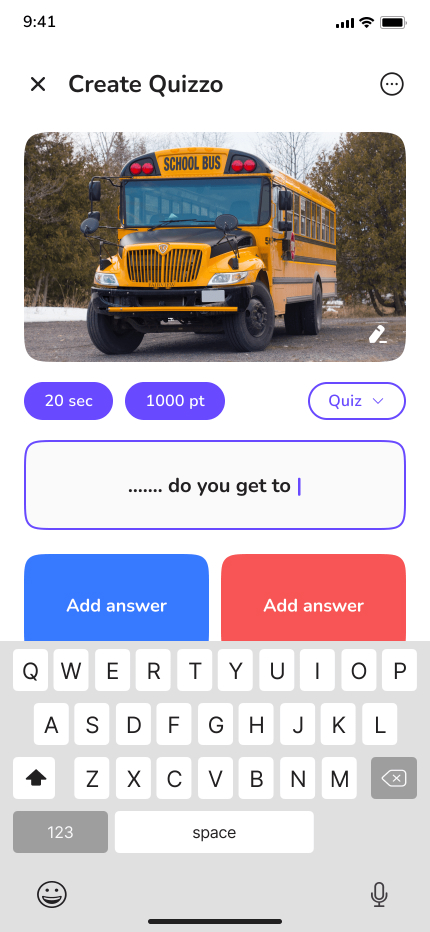 9:41
Create Quizzo
SCHOOL BUS
20 sec
1000 pt
Quiz
....... do you get to
Add answer
Add answer
Q W E R T Y U I O P
A S D F G H J K L
Z X C V B N M
123
space